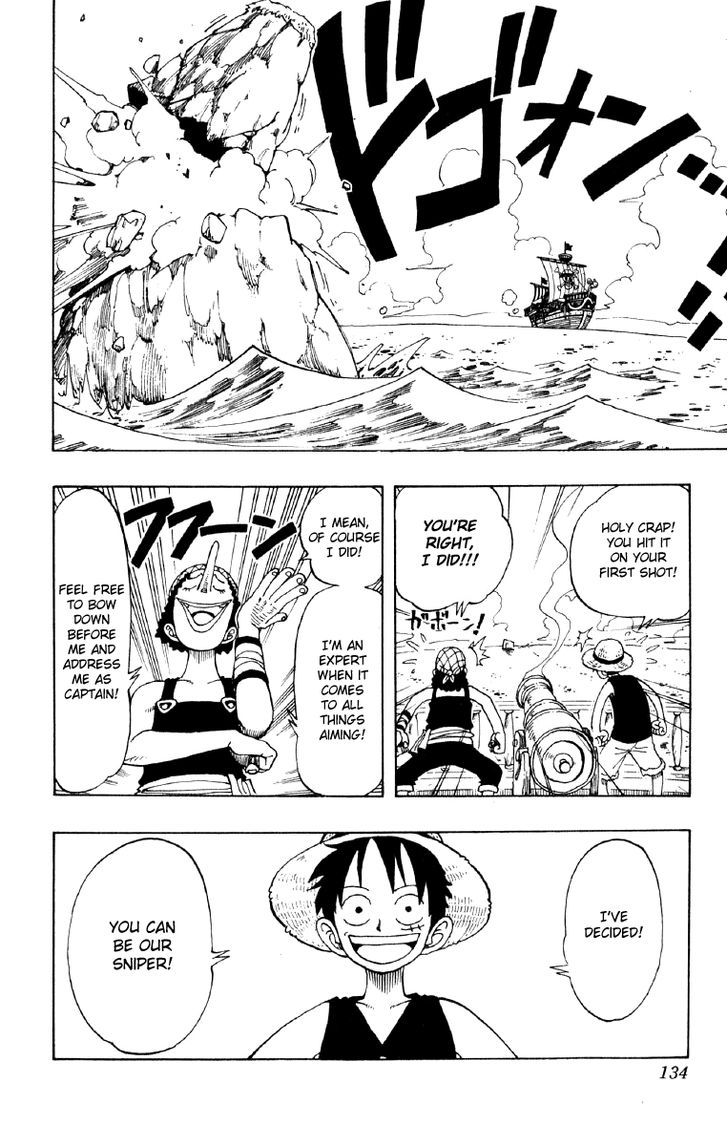 ドゴオン...!!
HOLY CRAP!
YOU HIT IT
ON YOUR
FIRST SHOT!
YOU'RE
RIGHT,
I DID!!!
ガボーン!
I MEAN,
OF COURSE
I DID!
I'M AN
EXPERT
WHEN IT
COMES
TO ALL
THINGS
AIMING!
フフーン
FEEL FREE
TO BOW
DOWN
BEFORE
ME AND
ADDRESS
ME AS
CAPTAIN!
I'VE
DECIDED!
YOU CAN
BE OUR
SNIPER!
134